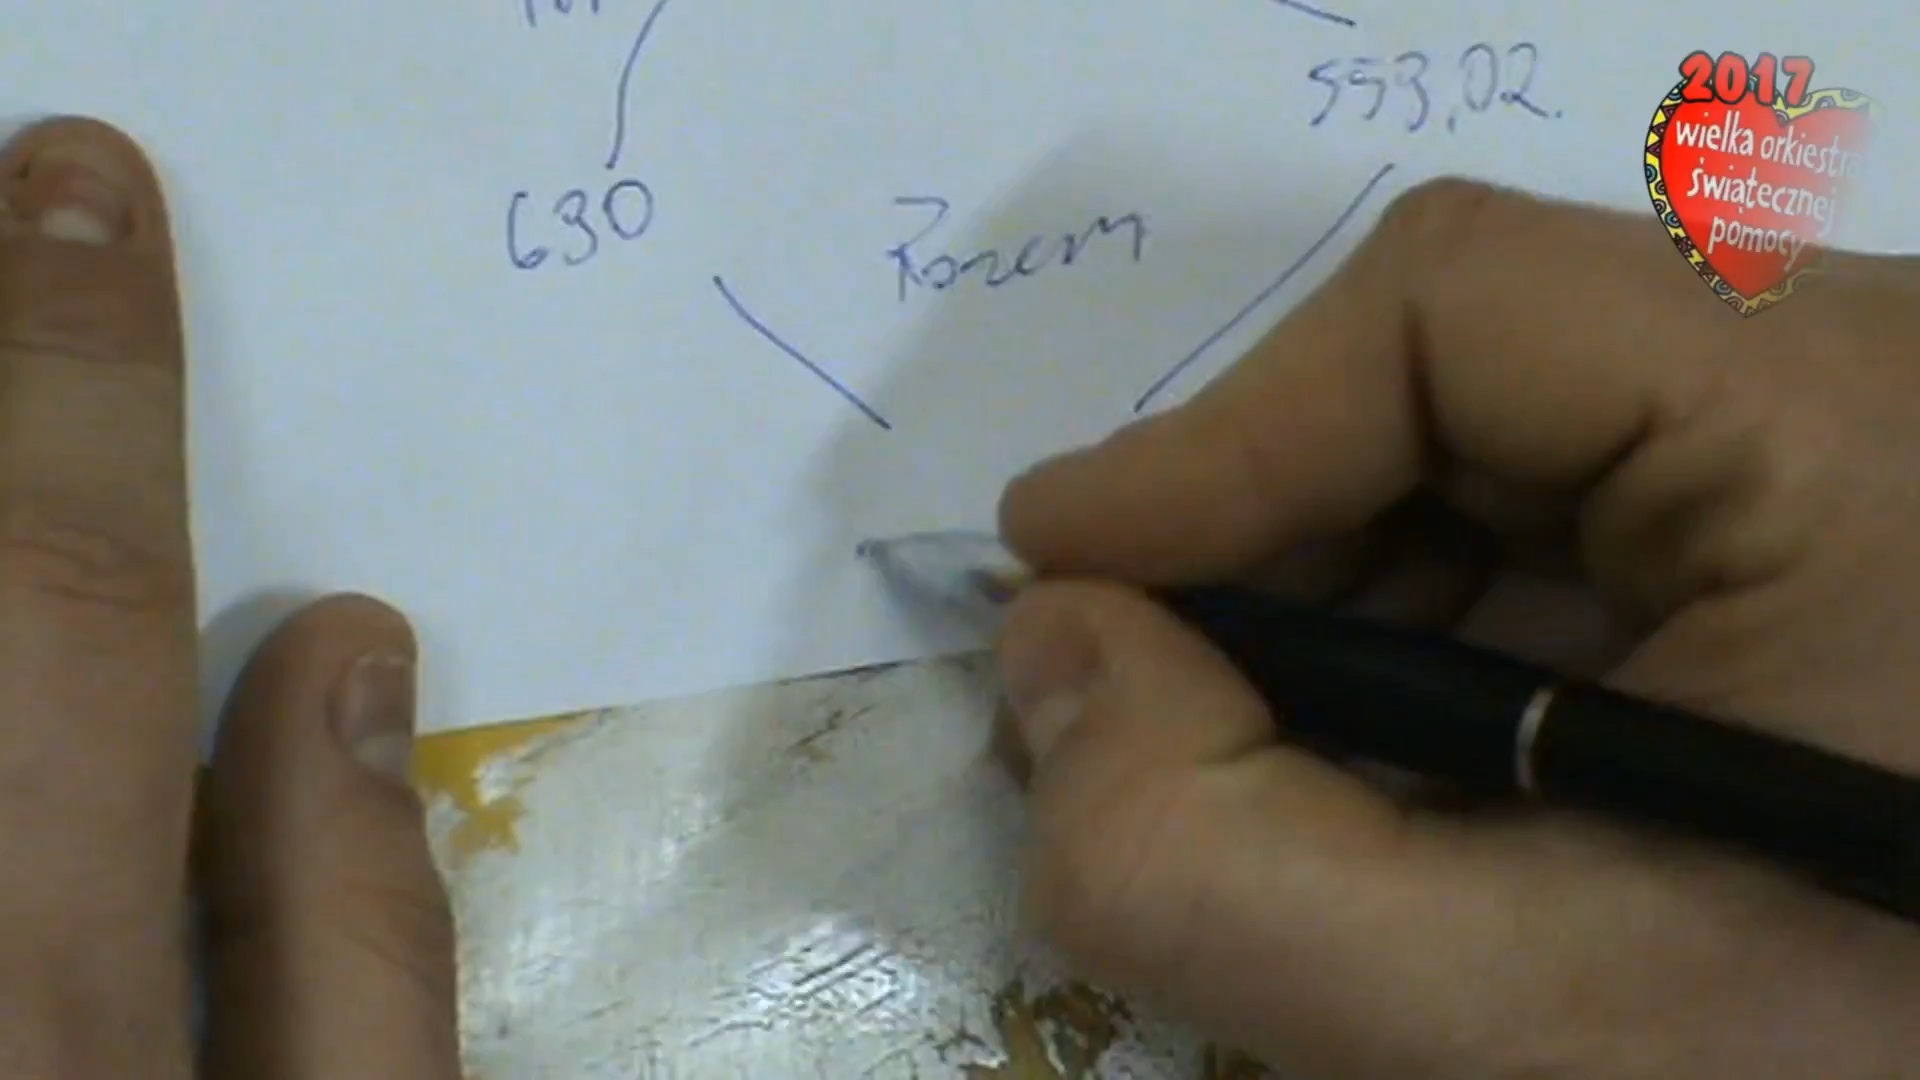 553,02.
630
Razem
2017
wielka orkiestra
świątecznej
pomocy